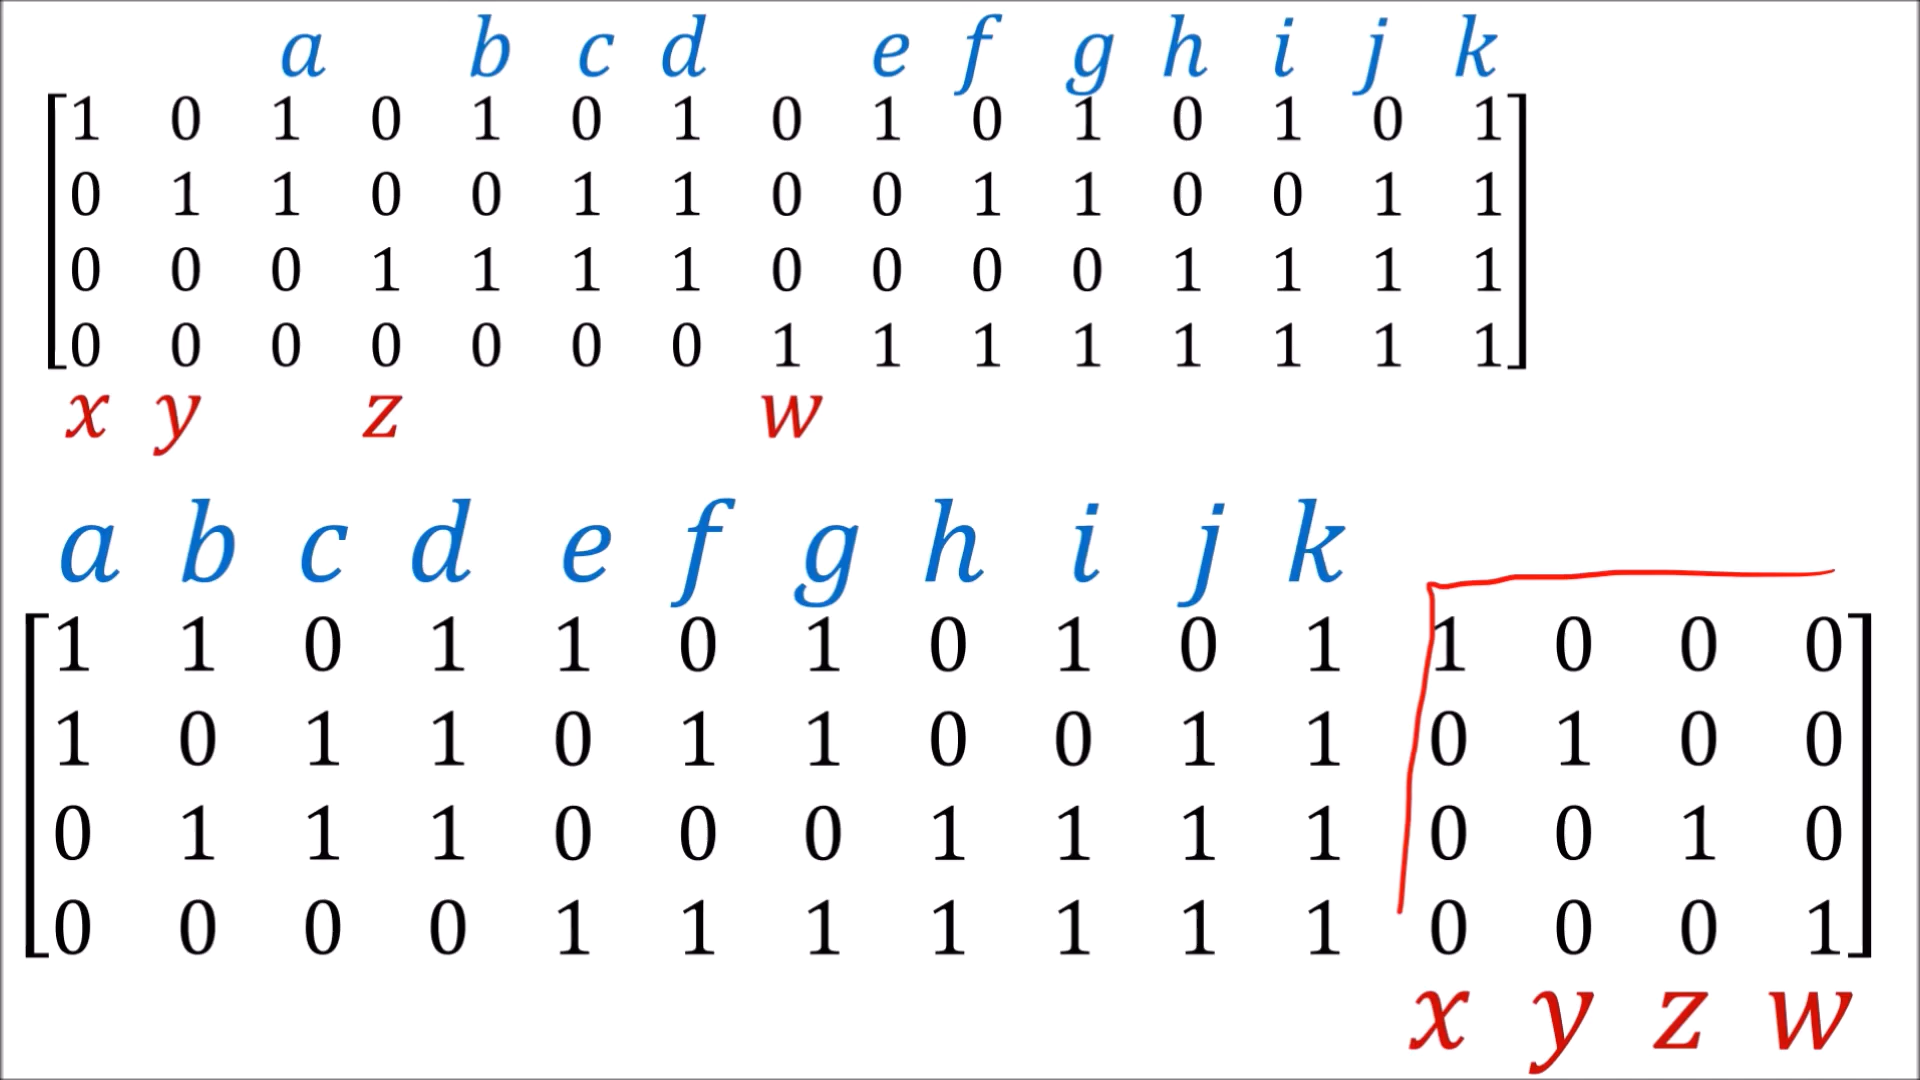 a b c d e f g h i j k
1 0 1 0 1 0 1 0 1 0 1 0 1 0 1
0 1 1 0 0 1 1 0 0 1 1 0 0 1 1
0 0 0 1 1 1 1 0 0 0 0 1 1 1 1
0 0 0 0 0 0 0 1 1 1 1 1 1 1 1
x y z w
a b c d e f g h i j k
1 1 0 1 1 0 1 0 1 0 1 1 0 0 0
1 0 1 1 0 1 1 0 0 1 1 0 1 0 0
0 1 1 1 0 0 0 1 1 1 1 0 0 1 0
0 0 0 0 1 1 1 1 1 1 1 0 0 0 1
x y z w